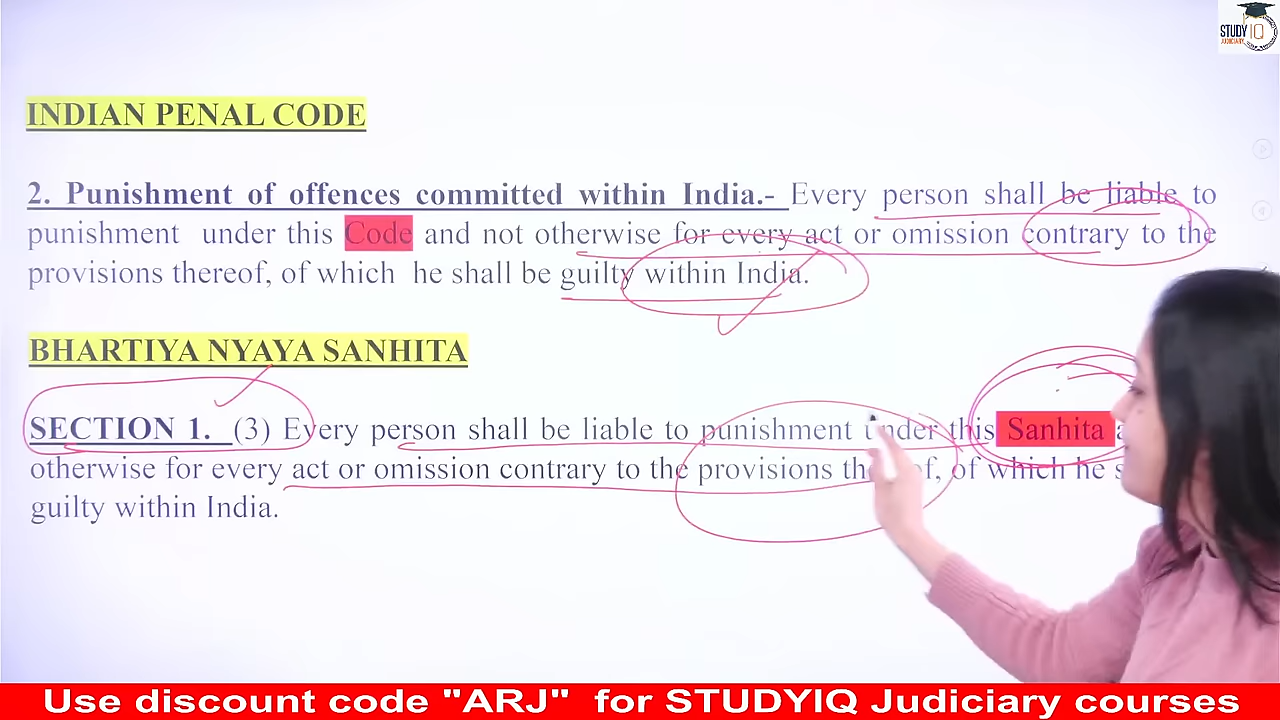 STUDY IQ
JUDICIARY
INDIAN PENAL CODE
2. Punishment of offences committed within India.- Every person shall be liable to
punishment under this Code and not otherwise for every act or omission contrary to the
provisions thereof, of which he shall be guilty within India.
BHARTIYA NYAYA SANHITA
SECTION 1. (3) Every person shall be liable to punishment under this Sanhita
otherwise for every act or omission contrary to the provisions of, of which he
guilty within India.
Use discount code "ARJ" for STUDYIQ Judiciary courses